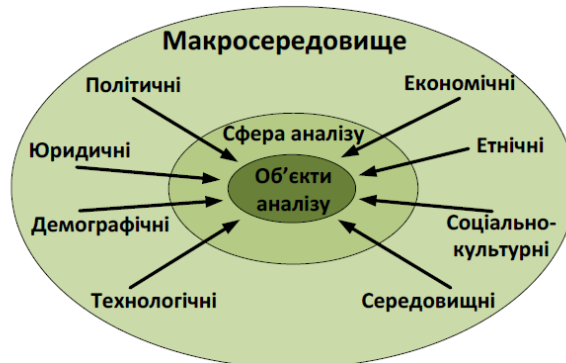 Макросередовище
Політичні
Економічні
Сфера аналізу
Юридичні
Етнічні
Об’єкти
аналізу
Демографічні
Соціально-
культурні
Технологічні
Середовищні